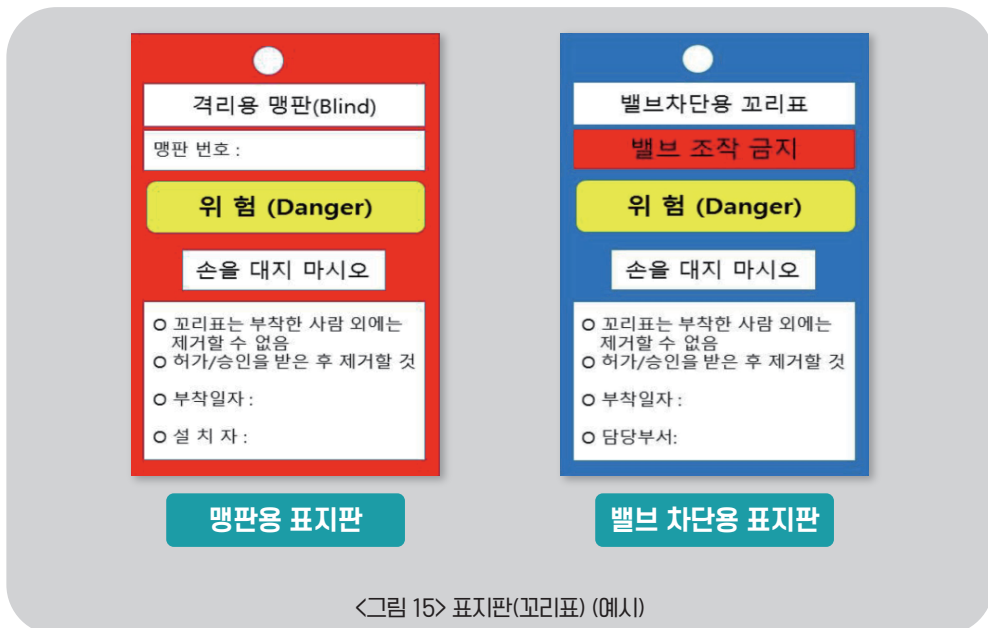 격리용 맹판(Blind)
맹판 번호 :
위 험 (Danger)
손을 대지 마시오
ㅇ 꼬리표는 부착한 사람 외에는
제거할 수 없음
ㅇ 허가/승인을 받은 후 제거할 것
ㅇ 부착일자 :
ㅇ 설 치 자 :
맹판용 표지판
밸브차단용 꼬리표
밸브 조작 금지
위 험 (Danger)
손을 대지 마시오
ㅇ 꼬리표는 부착한 사람 외에는
제거할 수 없음
ㅇ 허가/승인을 받은 후 제거할 것
ㅇ 부착일자 :
ㅇ 담당부서:
밸브 차단용 표지판
<그림 15> 표지판(꼬리표) (예시)